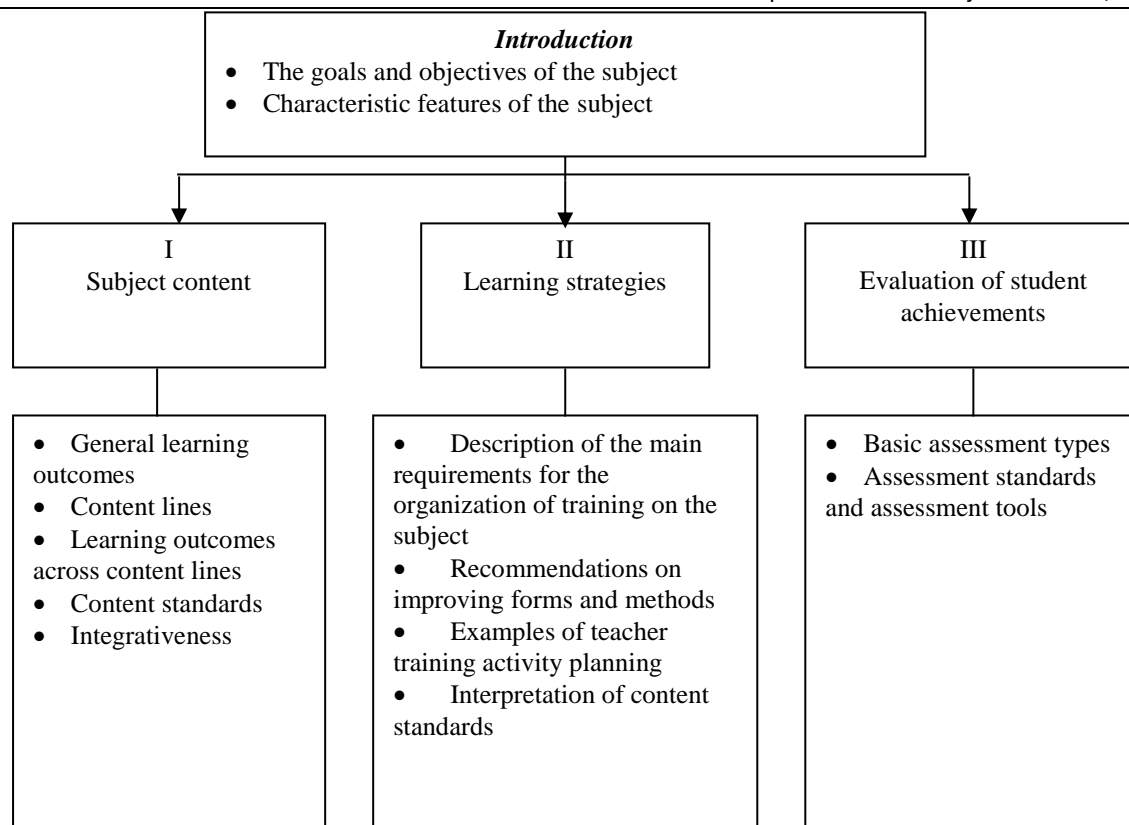 Introduction
• The goals and objectives of the subject
• Characteristic features of the subject
I
Subject content
II
Learning strategies
III
Evaluation of student
achievements
• General learning
outcomes
• Content lines
• Learning outcomes
across content lines
• Content standards
• Integrativeness
• Description of the main
requirements for the
organization of training on the
subject
• Recommendations on
improving forms and methods
• Examples of teacher
training activity planning
• Interpretation of content
standards
• Basic assessment types
• Assessment standards
and assessment tools